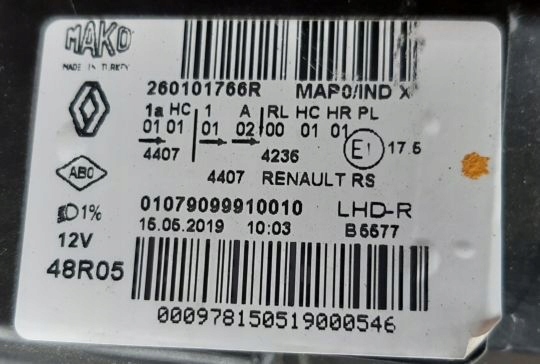 MAKO
MADE IN TURKEY
260101766R MAP0/IND X
1a HC 1 A RL HC HR PL
01 01 01 02 00 01 01
4407 4236 E1 17.5
4407 RENAULT RS
ABO
01079099910010 LHD-R
1% 15.05.2019 10:03 B5577
12V
48R05
000978150519000546